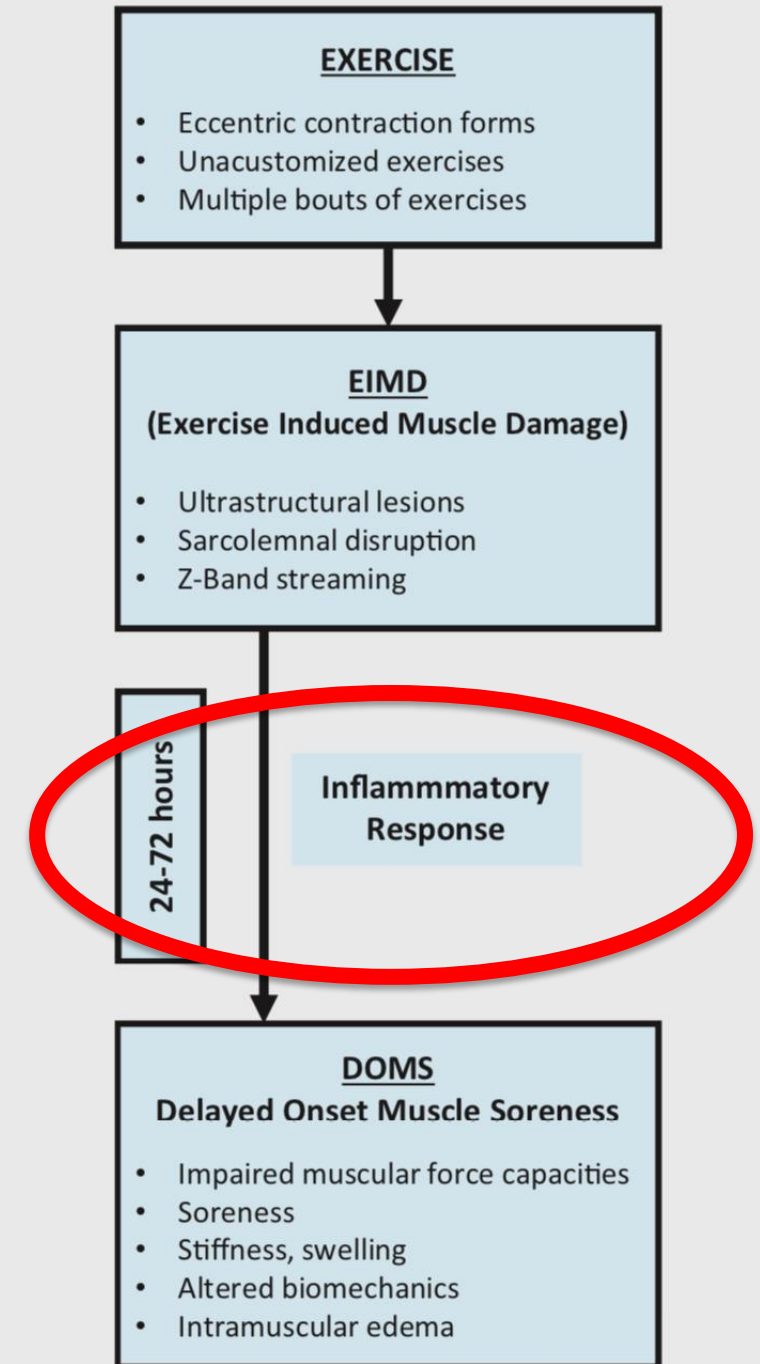 EXERCISE
• Eccentric contraction forms
• Unacustomized exercises
• Multiple bouts of exercises
EIMD
(Exercise Induced Muscle Damage)
• Ultrastructural lesions
• Sarcolemnal disruption
• Z-Band streaming
24-72 hours
Inflammmatory
Response
DOMS
Delayed Onset Muscle Soreness
• Impaired muscular force capacities
• Soreness
• Stiffness, swelling
• Altered biomechanics
• Intramuscular edema